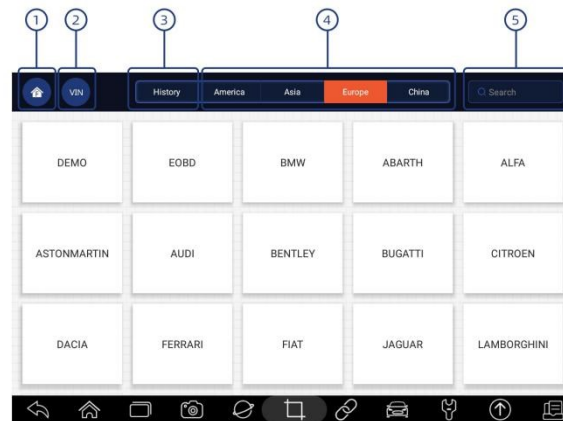 1 2 3 4 5
VIN History America Asia Europe China Search
DEMO EOBD BMW ABARTH ALFA
ASTONMARTIN AUDI BENTLEY BUGATTI CITROEN
DACIA FERRARI FIAT JAGUAR LAMBORGHINI